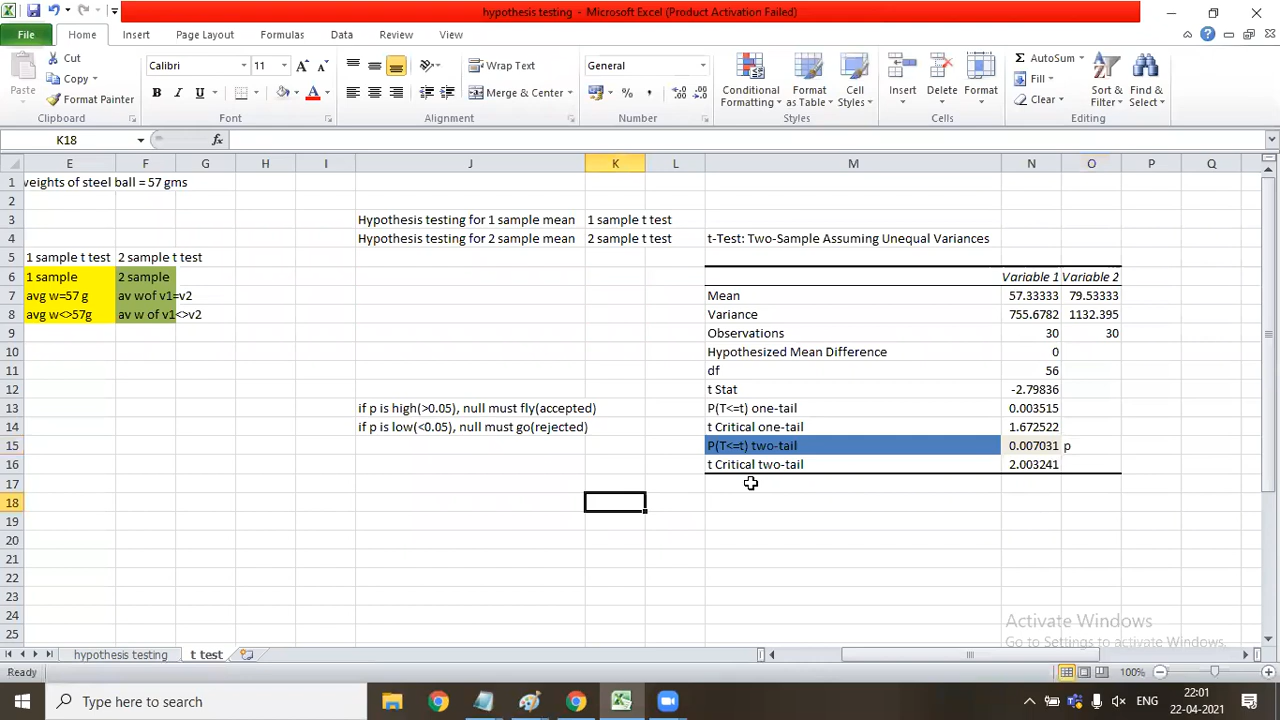 hypothesis testing - Microsoft Excel (Product Activation Failed)
File Home Insert Page Layout Formulas Data Review View
Cut
Copy
Format Painter
Paste
Clipboard
Calibri 11
B I U
Font
Wrap Text
Merge & Center
Alignment
General
% ,
Number
Conditional Formatting
Format as Table
Cell Styles
Styles
Insert Delete Format
Cells
AutoSum
Fill
Clear
Sort & Filter
Find & Select
Editing
K18 fx
E F G H I J K L M N O P Q
1 veights of steel ball = 57 gms
2
3 Hypothesis testing for 1 sample mean 1 sample t test
4 Hypothesis testing for 2 sample mean 2 sample t test t-Test: Two-Sample Assuming Unequal Variances
5 1 sample t test 2 sample t test
6 1 sample 2 sample Variable 1 Variable 2
7 avg w=57 g av wof v1=v2 Mean 57.33333 79.53333
8 avg w<>57g av w of v1<>v2 Variance 755.6782 1132.395
9 Observations 30 30
10 Hypothesized Mean Difference 0
11 df 56
12 t Stat -2.79836
13 if p is high(>0.05), null must fly(accepted) P(T<=t) one-tail 0.003515
14 if p is low(<0.05), null must go(rejected) t Critical one-tail 1.672522
15 P(T<=t) two-tail 0.007031 p
16 t Critical two-tail 2.003241
17
18
19
20
21
22
23
24
25
Activate Windows
Go to Settings to activate Windows.
hypothesis testing t test
Ready 100%
Type here to search
ENG
22:01
22-04-2021